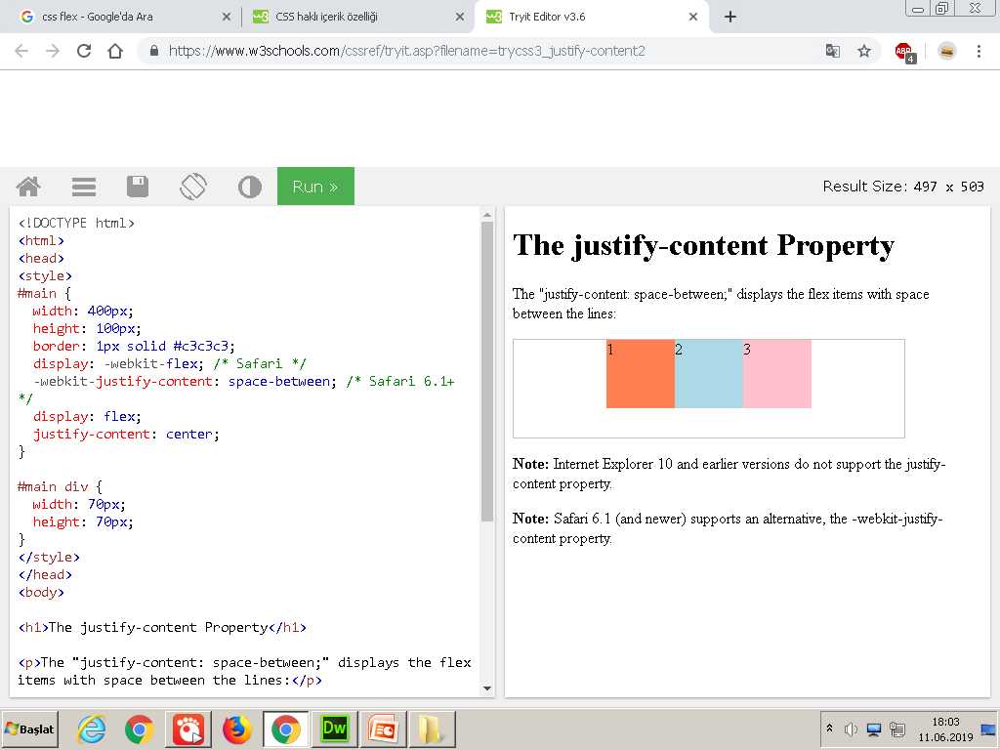 css flex - Google'da Ara
CSS haklı içerik özelliği
Tryit Editor v3.6
https://www.w3schools.com/cssref/tryit.asp?filename=trycss3_justify-content2
ABP
4
Run »
Result Size: 497 x 503
<!DOCTYPE html>
<html>
<head>
<style>
#main {
  width: 400px;
  height: 100px;
  border: 1px solid #c3c3c3;
  display: -webkit-flex; /* Safari */
  -webkit-justify-content: space-between; /* Safari 6.1+
*/
  display: flex;
  justify-content: center;
}
#main div {
  width: 70px;
  height: 70px;
}
</style>
</head>
<body>
<h1>The justify-content Property</h1>
<p>The "justify-content: space-between;" displays the flex
items with space between the lines:</p>
The justify-content Property
The "justify-content: space-between;" displays the flex items with space
between the lines:
1 2 3
Note: Internet Explorer 10 and earlier versions do not support the justify-
content property.
Note: Safari 6.1 (and newer) supports an alternative, the -webkit-justify-
content property.
Başlat
Dw
18:03
11.06.2019